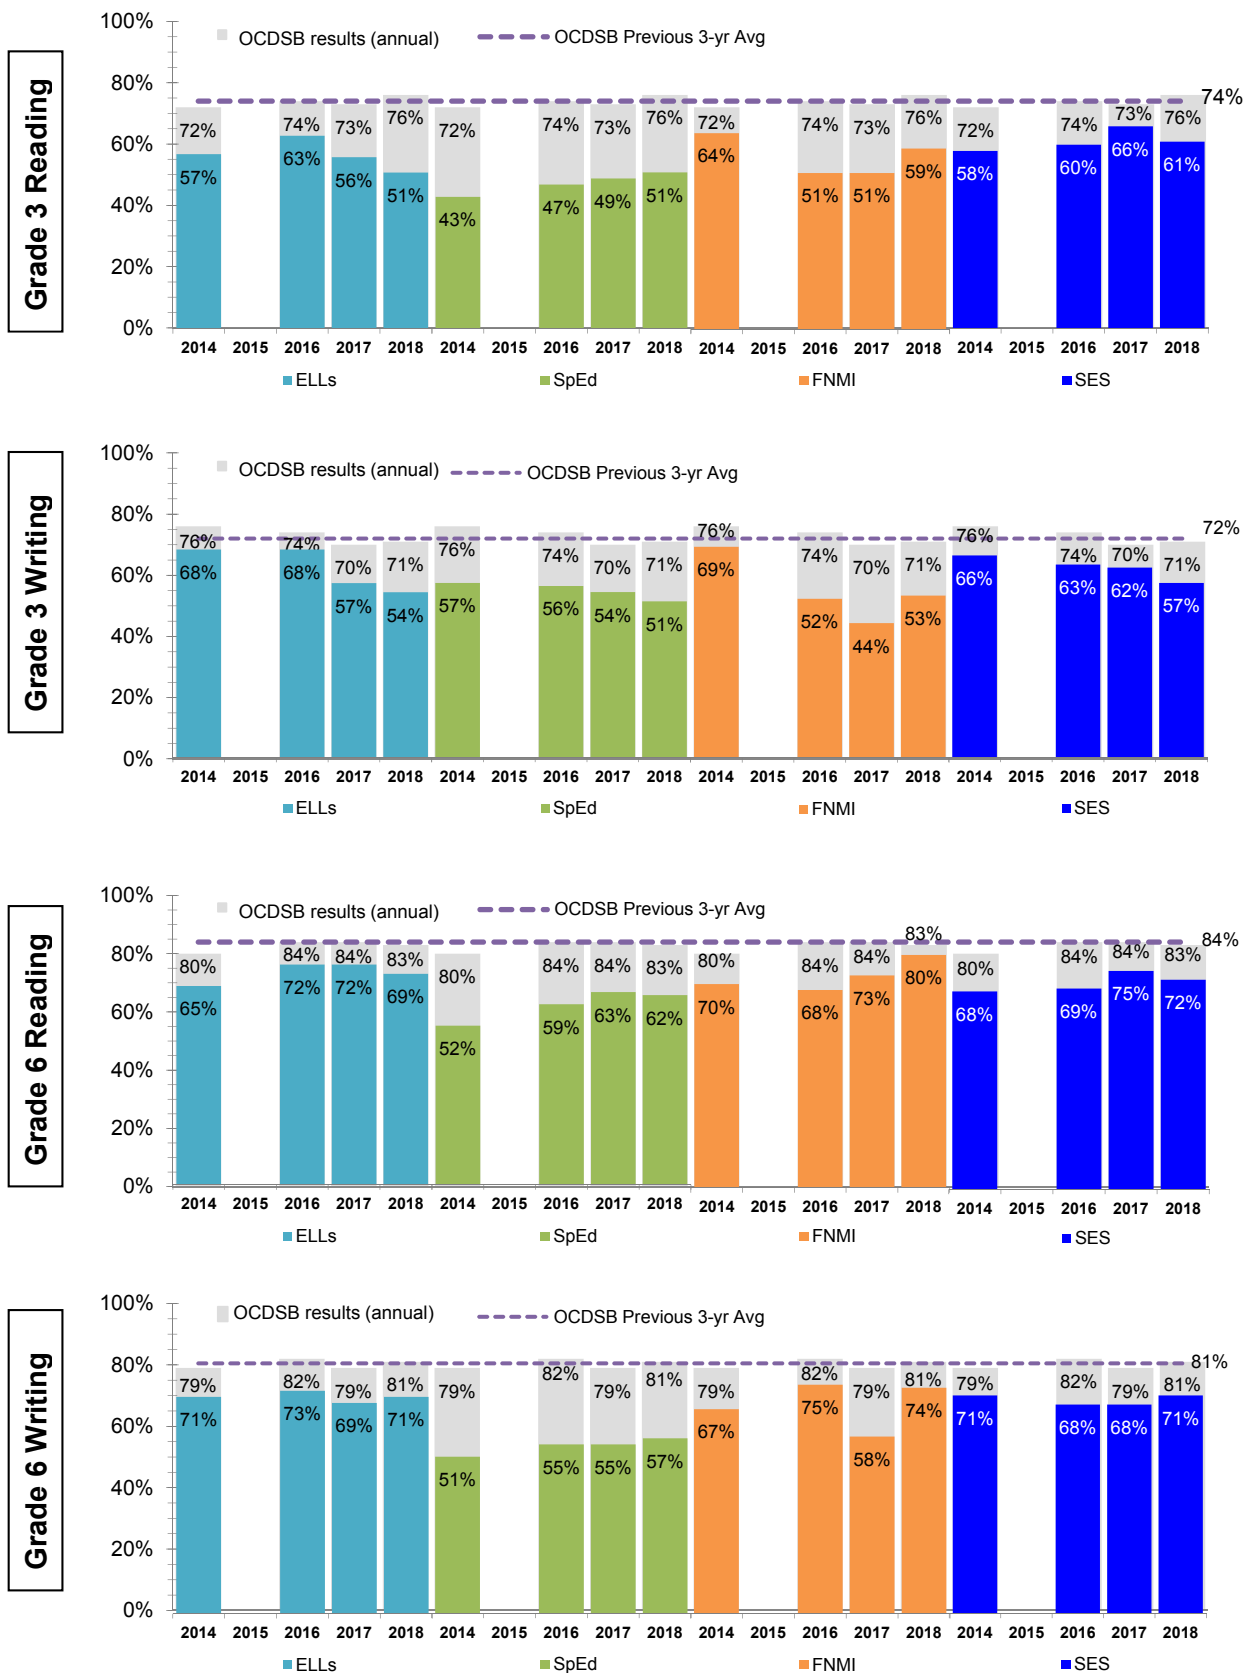 Grade 3 Reading
100%
80%
60%
40%
20%
0%
OCDSB results (annual) OCDSB Previous 3-yr Avg
74%
72% 74% 73% 76% 72% 74% 73% 76% 72% 74% 73% 76% 72% 74% 73% 76%
57% 63% 56% 51% 43% 47% 49% 51% 64% 51% 51% 59% 58% 60% 66% 61%
2014 2015 2016 2017 2018 2014 2015 2016 2017 2018 2014 2015 2016 2017 2018 2014 2015 2016 2017 2018
ELLs SpEd FNMI SES
Grade 3 Writing
100%
80%
60%
40%
20%
0%
OCDSB results (annual) OCDSB Previous 3-yr Avg
72%
76% 74% 70% 71% 76% 74% 70% 71% 76% 74% 70% 71% 76% 74% 70% 71%
68% 68% 57% 54% 57% 56% 54% 51% 69% 52% 44% 53% 66% 63% 62% 57%
2014 2015 2016 2017 2018 2014 2015 2016 2017 2018 2014 2015 2016 2017 2018 2014 2015 2016 2017 2018
ELLs SpEd FNMI SES
Grade 6 Reading
100%
80%
60%
40%
20%
0%
OCDSB results (annual) OCDSB Previous 3-yr Avg
84%
80% 84% 84% 83% 80% 84% 84% 83% 80% 84% 84% 83% 80% 84% 84% 83%
65% 72% 72% 69% 52% 59% 63% 62% 70% 68% 73% 80% 68% 69% 75% 72%
2014 2015 2016 2017 2018 2014 2015 2016 2017 2018 2014 2015 2016 2017 2018 2014 2015 2016 2017 2018
ELLs SpEd FNMI SES
Grade 6 Writing
100%
80%
60%
40%
20%
0%
OCDSB results (annual) OCDSB Previous 3-yr Avg
81%
79% 82% 79% 81% 79% 82% 79% 81% 79% 82% 79% 81% 79% 82% 79% 81%
71% 73% 69% 71% 51% 55% 55% 57% 67% 75% 58% 74% 71% 68% 68% 71%
2014 2015 2016 2017 2018 2014 2015 2016 2017 2018 2014 2015 2016 2017 2018 2014 2015 2016 2017 2018
ELLs SpEd FNMI SES